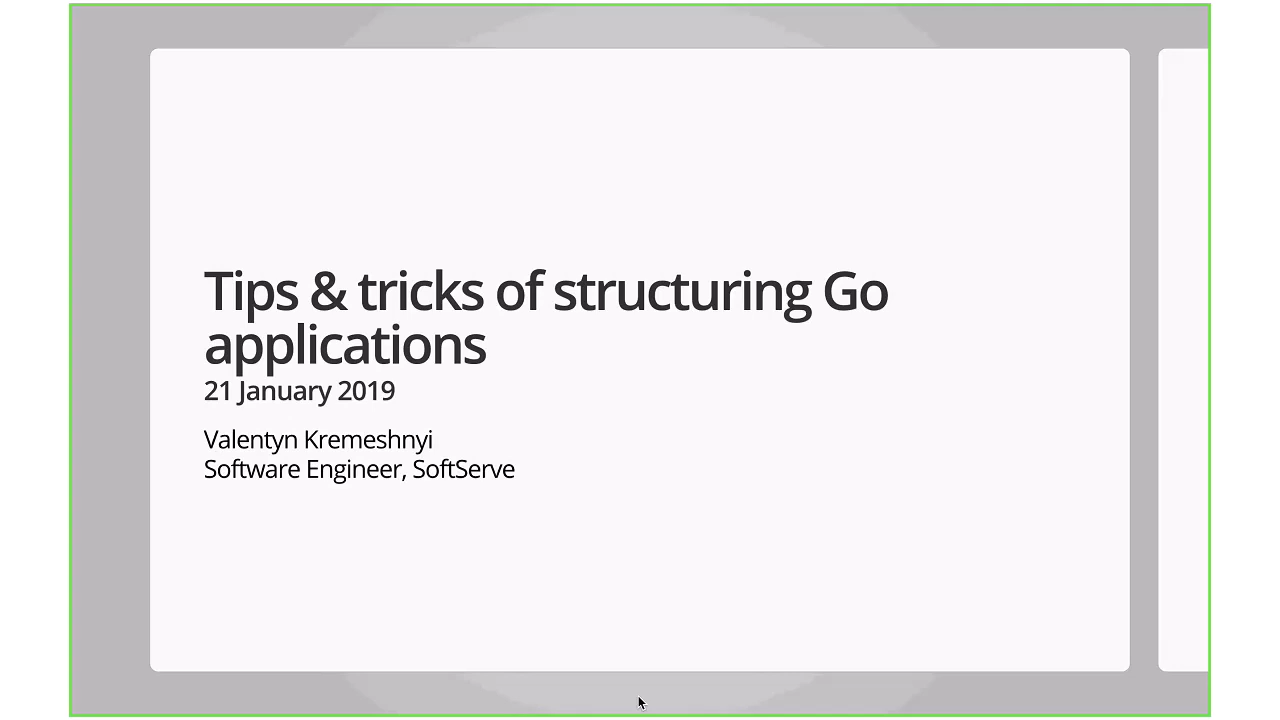 Tips & tricks of structuring Go
applications
21 January 2019
Valentyn Kremeshnyi
Software Engineer, SoftServe